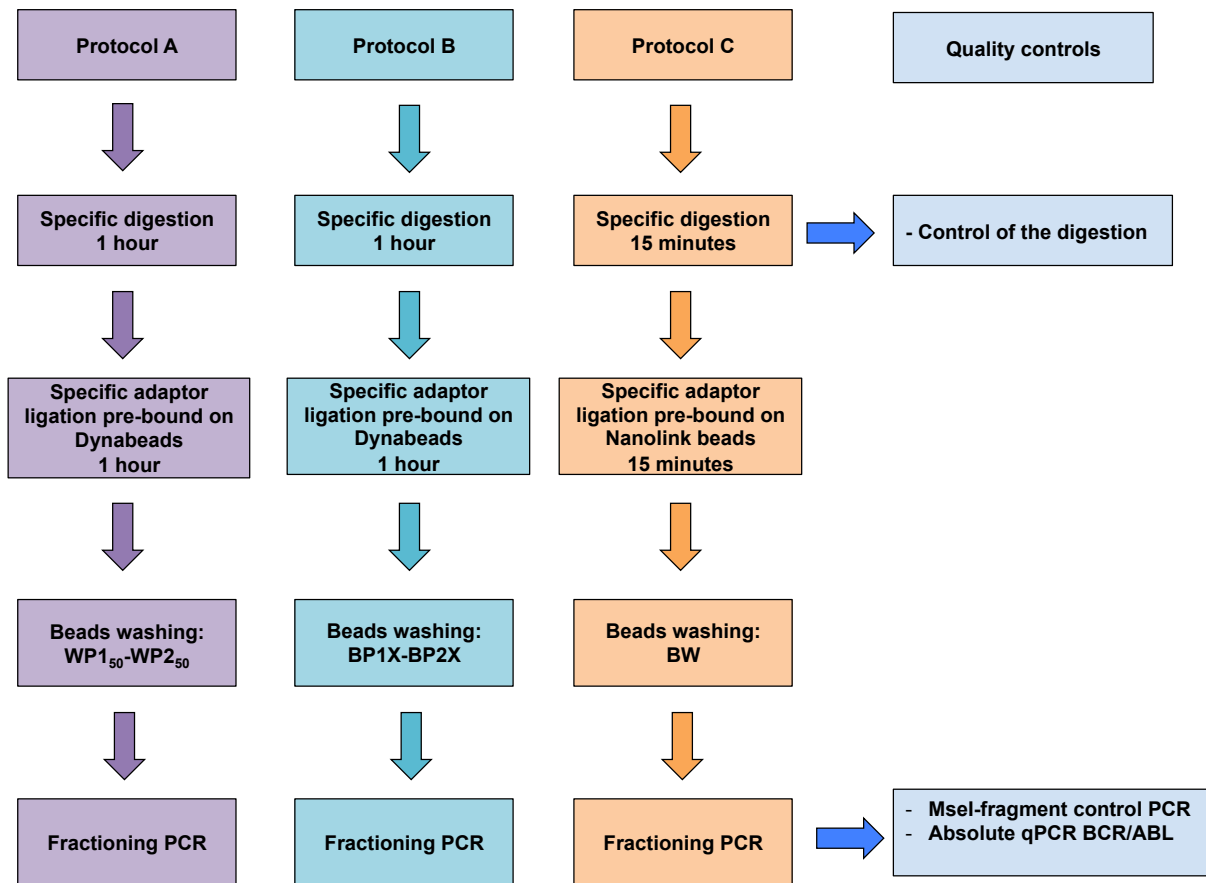 Protocol A
Protocol B
Protocol C
Quality controls
Specific digestion
1 hour
Specific digestion
1 hour
Specific digestion
15 minutes
- Control of the digestion
Specific adaptor
ligation pre-bound on
Dynabeads
1 hour
Specific adaptor
ligation pre-bound on
Dynabeads
1 hour
Specific adaptor
ligation pre-bound on
Nanolink beads
15 minutes
Beads washing:
WP1₅₀-WP2₅₀
Beads washing:
BP1X-BP2X
Beads washing:
BW
Fractioning PCR
Fractioning PCR
Fractioning PCR
- MseI-fragment control PCR
- Absolute qPCR BCR/ABL